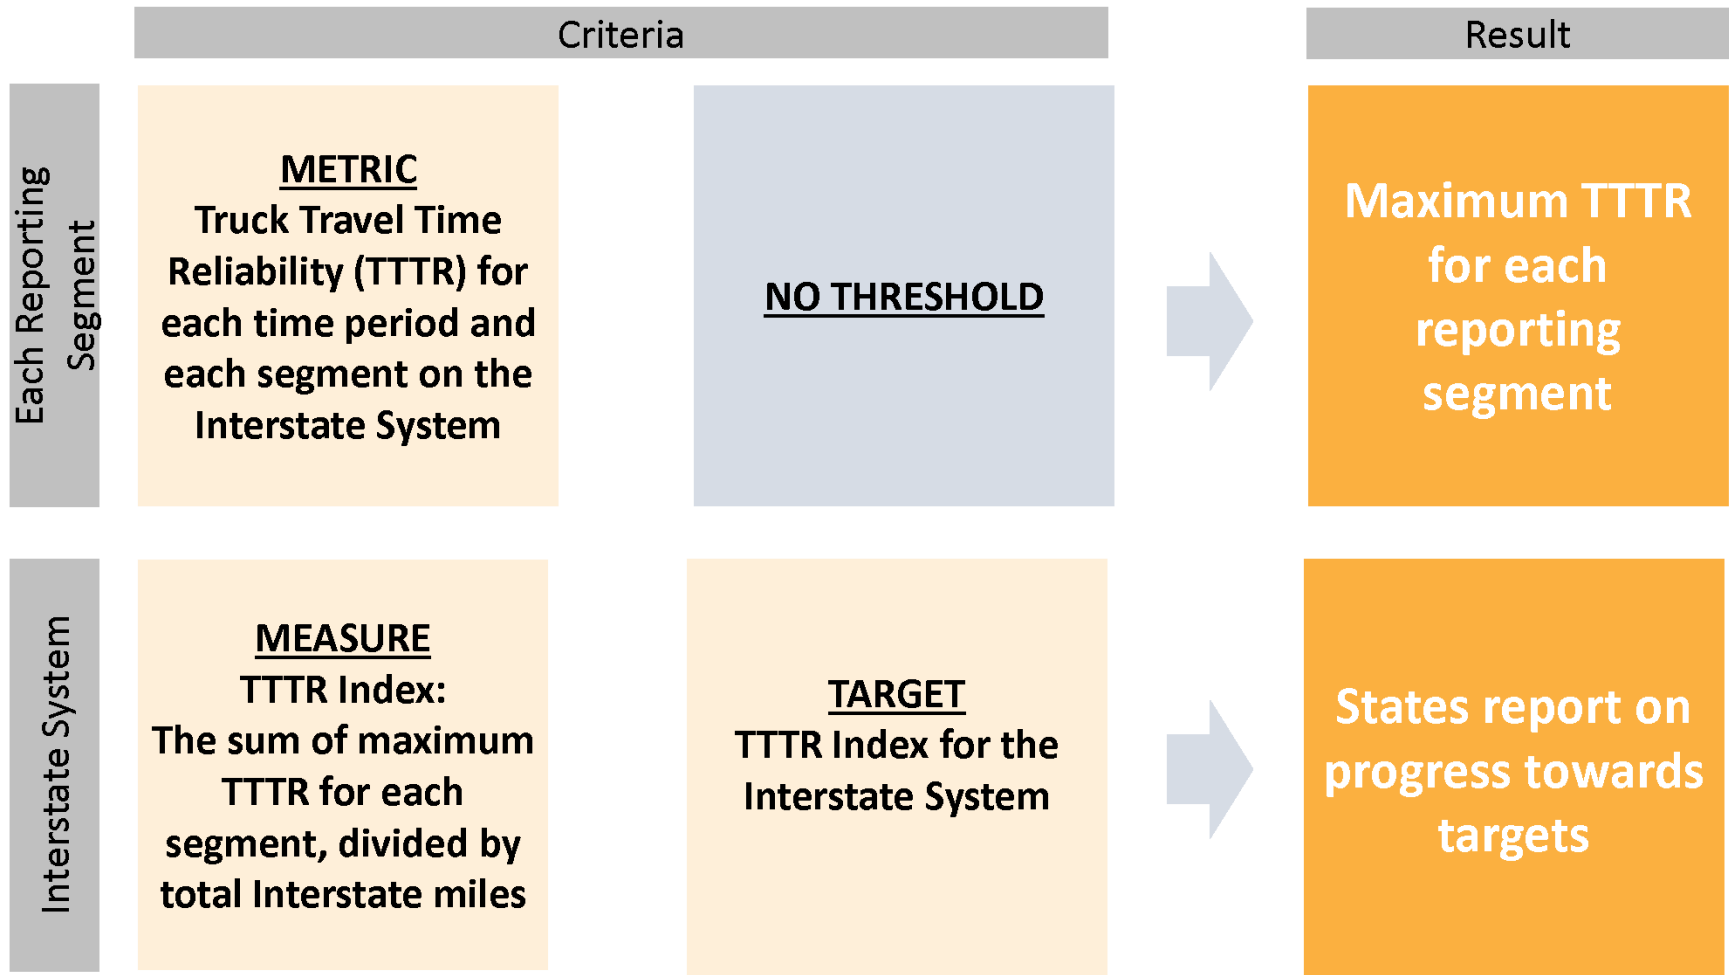 Criteria
Result
Each Reporting
Segment
METRIC
Truck Travel Time
Reliability (TTTR) for
each time period and
each segment on the
Interstate System
NO THRESHOLD
Maximum TTTR
for each
reporting
segment
Interstate System
MEASURE
TTTR Index:
The sum of maximum
TTTR for each
segment, divided by
total Interstate miles
TARGET
TTTR Index for the
Interstate System
States report on
progress towards
targets